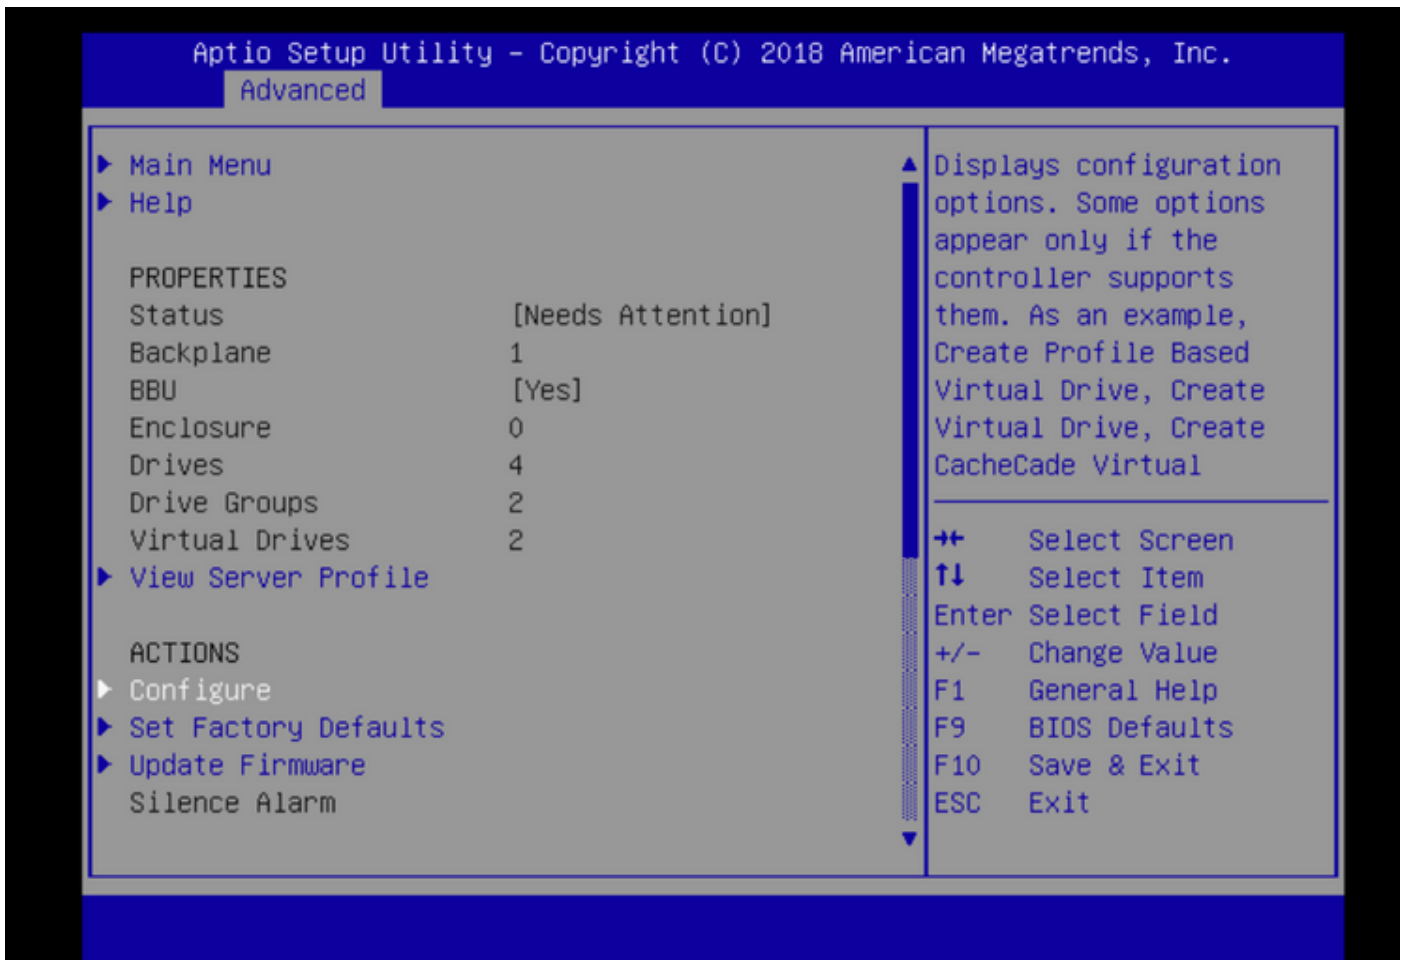 Aptio Setup Utility – Copyright (C) 2018 American Megatrends, Inc.
Advanced
Main Menu
Help
PROPERTIES
Status [Needs Attention]
Backplane 1
BBU [Yes]
Enclosure 0
Drives 4
Drive Groups 2
Virtual Drives 2
View Server Profile
ACTIONS
Configure
Set Factory Defaults
Update Firmware
Silence Alarm
Displays configuration
options. Some options
appear only if the
controller supports
them. As an example,
Create Profile Based
Virtual Drive, Create
Virtual Drive, Create
CacheCade Virtual
→← Select Screen
↑↓ Select Item
Enter Select Field
+/– Change Value
F1 General Help
F9 BIOS Defaults
F10 Save & Exit
ESC Exit